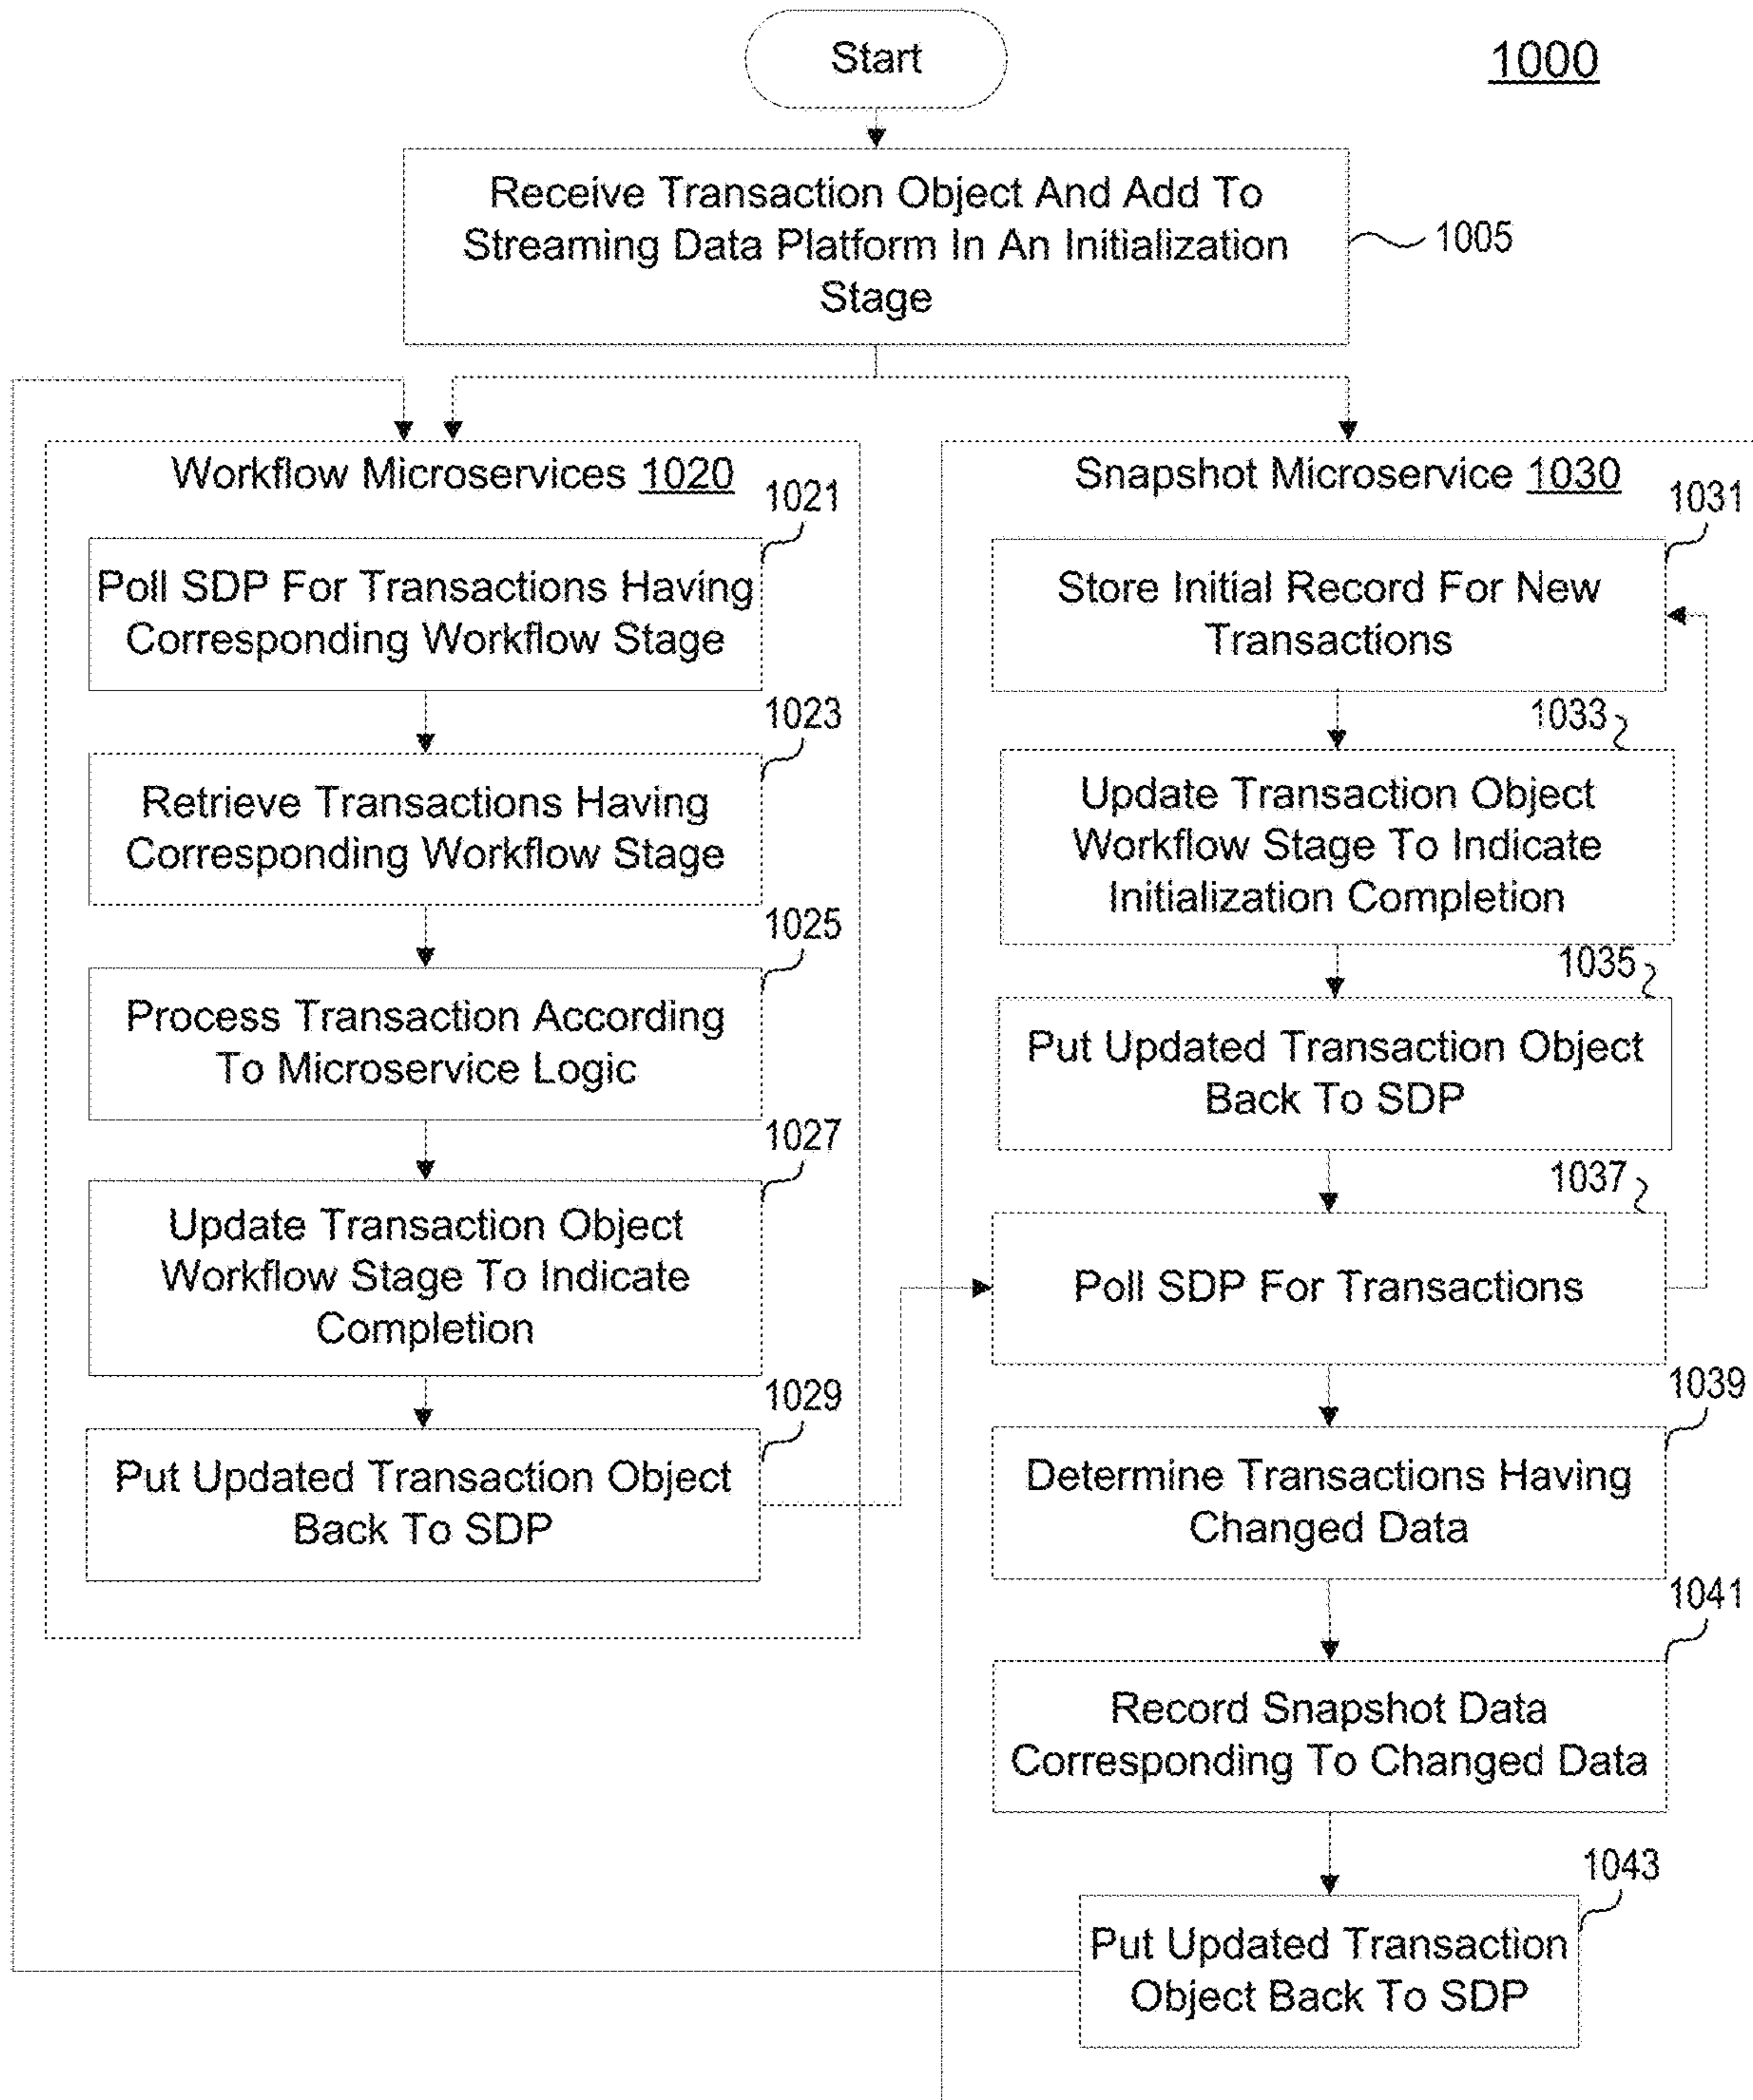 Start
1000
Receive Transaction Object And Add To
Streaming Data Platform In An Initialization
Stage
1005
Workflow Microservices 1020
1021
Poll SDP For Transactions Having
Corresponding Workflow Stage
1023
Retrieve Transactions Having
Corresponding Workflow Stage
1025
Process Transaction According
To Microservice Logic
1027
Update Transaction Object
Workflow Stage To Indicate
Completion
1029
Put Updated Transaction Object
Back To SDP
Snapshot Microservice 1030
1031
Store Initial Record For New
Transactions
1033
Update Transaction Object
Workflow Stage To Indicate
Initialization Completion
1035
Put Updated Transaction Object
Back To SDP
1037
Poll SDP For Transactions
1039
Determine Transactions Having
Changed Data
1041
Record Snapshot Data
Corresponding To Changed Data
1043
Put Updated Transaction
Object Back To SDP